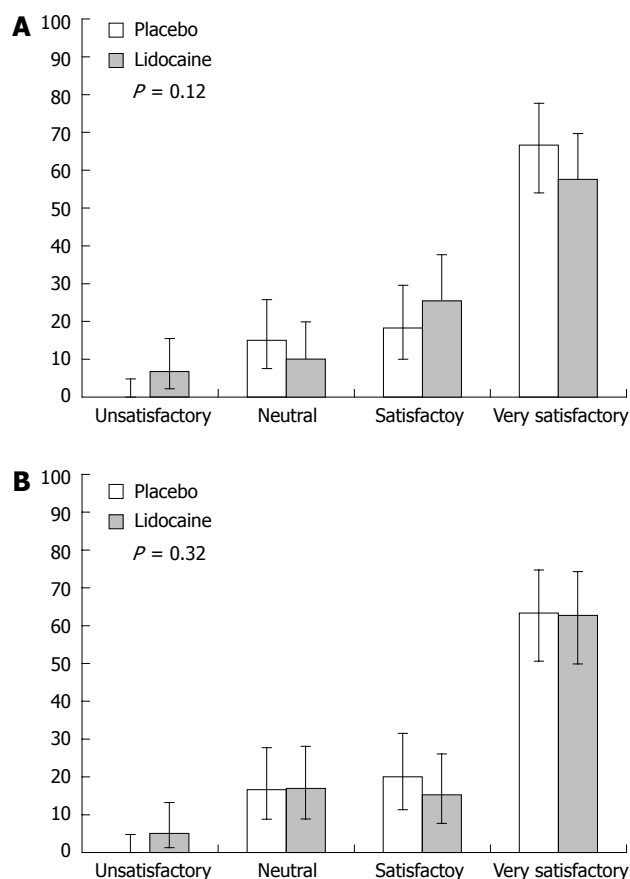 A
100
90
80
70
60
50
40
30
20
10
0
Placebo
Lidocaine
P = 0.12
Unsatisfactory Neutral Satisfactoy Very satisfactory
B
100
90
80
70
60
50
40
30
20
10
0
Placebo
Lidocaine
P = 0.32
Unsatisfactory Neutral Satisfactoy Very satisfactory